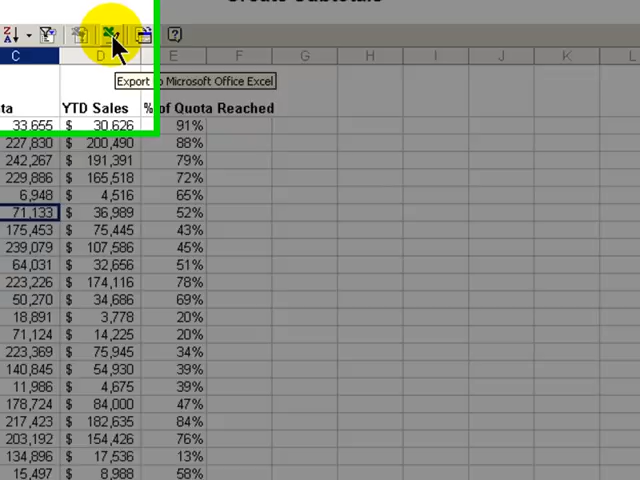 C D E F G H I J K L
Export to Microsoft Office Excel
ta YTD Sales % of Quota Reached
33,655 $ 30,626 91%
227,830 $ 200,490 88%
242,267 $ 191,391 79%
229,886 $ 165,518 72%
6,948 $ 4,516 65%
71,133 $ 36,989 52%
175,453 $ 75,445 43%
239,079 $ 107,586 45%
64,031 $ 32,656 51%
223,226 $ 174,116 78%
50,270 $ 34,686 69%
18,891 $ 3,778 20%
71,124 $ 14,225 20%
223,369 $ 75,945 34%
140,845 $ 54,930 39%
11,986 $ 4,675 39%
178,724 $ 84,000 47%
217,423 $ 182,635 84%
203,192 $ 154,426 76%
134,896 $ 17,536 13%
15,497 $ 8,988 58%